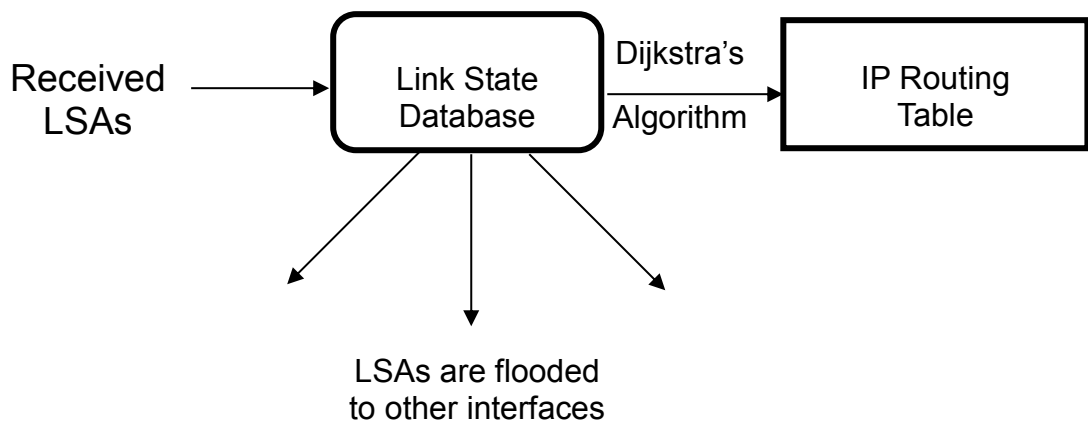 Received
LSAs
Link State
Database
Dijkstra’s
Algorithm
IP Routing
Table
LSAs are flooded
to other interfaces